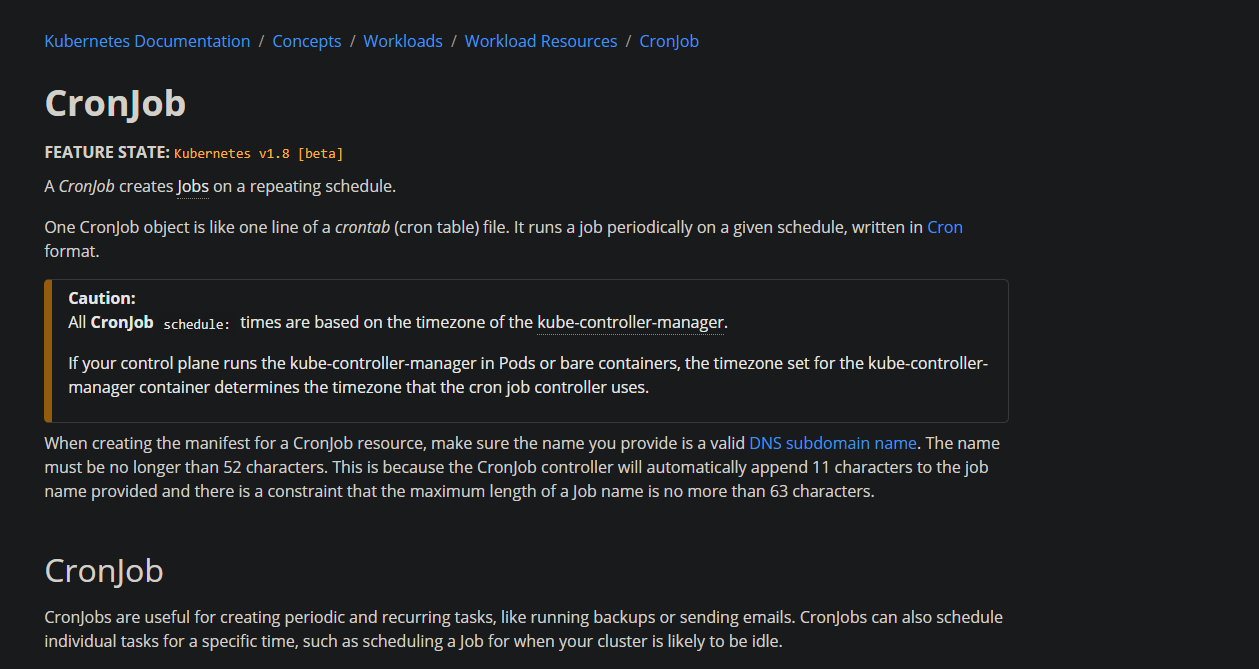 Kubernetes Documentation / Concepts / Workloads / Workload Resources / CronJob
CronJob
FEATURE STATE: Kubernetes v1.8 [beta]
A CronJob creates Jobs on a repeating schedule.
One CronJob object is like one line of a crontab (cron table) file. It runs a job periodically on a given schedule, written in Cron
format.
Caution:
All CronJob schedule: times are based on the timezone of the kube-controller-manager.
If your control plane runs the kube-controller-manager in Pods or bare containers, the timezone set for the kube-controller-
manager container determines the timezone that the cron job controller uses.
When creating the manifest for a CronJob resource, make sure the name you provide is a valid DNS subdomain name. The name
must be no longer than 52 characters. This is because the CronJob controller will automatically append 11 characters to the job
name provided and there is a constraint that the maximum length of a Job name is no more than 63 characters.
CronJob
CronJobs are useful for creating periodic and recurring tasks, like running backups or sending emails. CronJobs can also schedule
individual tasks for a specific time, such as scheduling a Job for when your cluster is likely to be idle.